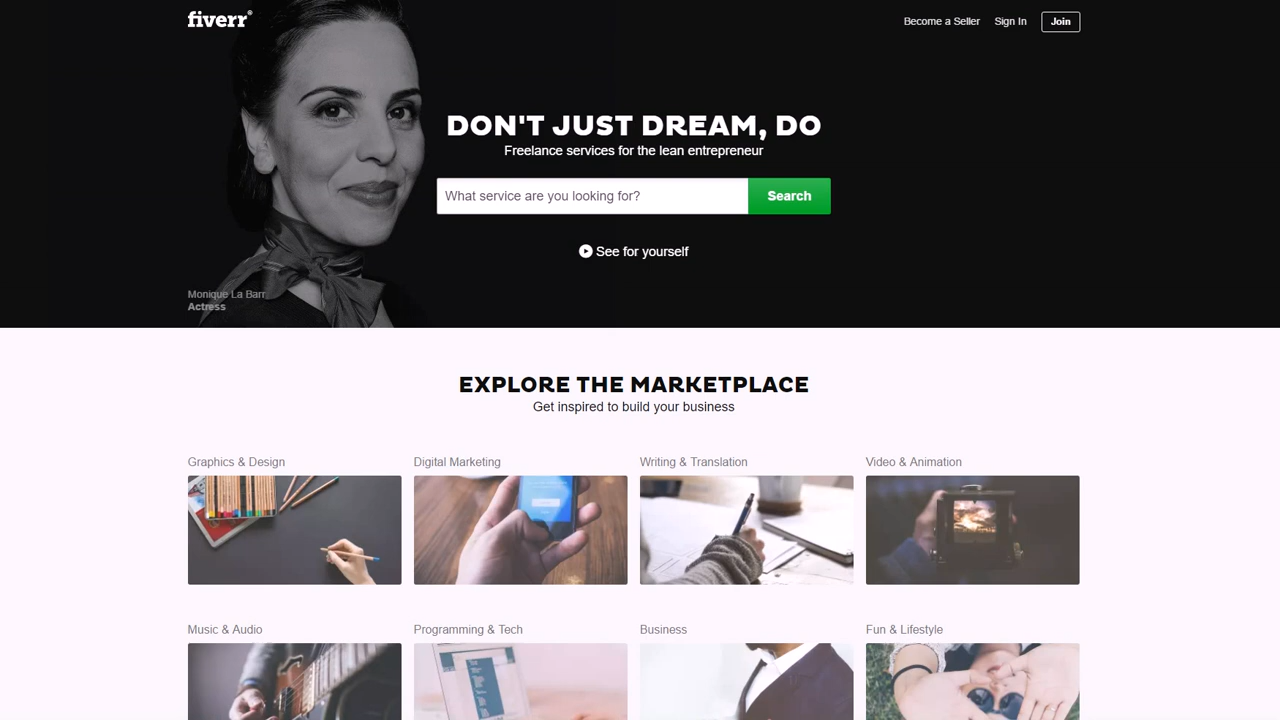 fiverr®
Become a Seller
Sign In
Join
DON'T JUST DREAM, DO
Freelance services for the lean entrepreneur
What service are you looking for?
Search
See for yourself
Monique La Barr
Actress
EXPLORE THE MARKETPLACE
Get inspired to build your business
Graphics & Design
Digital Marketing
Writing & Translation
Video & Animation
Music & Audio
Programming & Tech
Business
Fun & Lifestyle